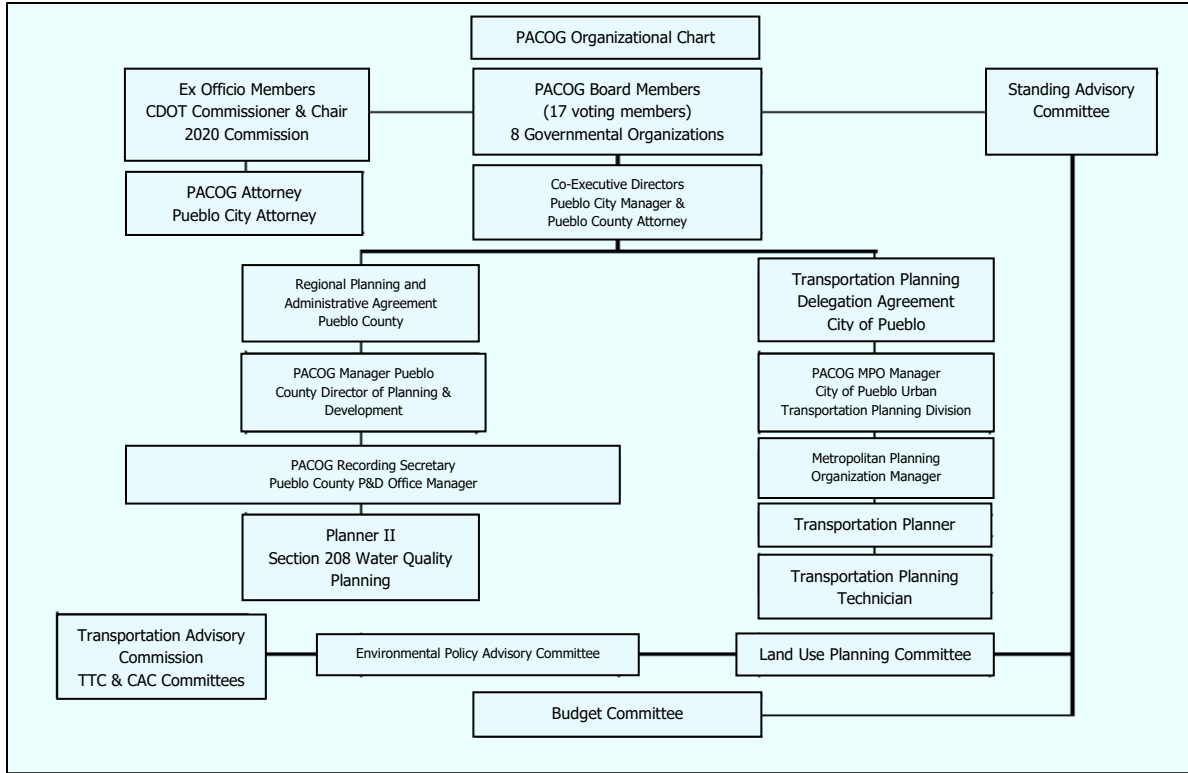 PACOG Organizational Chart
Ex Officio Members
CDOT Commissioner & Chair
2020 Commission
PACOG Board Members
(17 voting members)
8 Governmental Organizations
Standing Advisory
Committee
PACOG Attorney
Pueblo City Attorney
Co-Executive Directors
Pueblo City Manager &
Pueblo County Attorney
Regional Planning and
Administrative Agreement
Pueblo County
Transportation Planning
Delegation Agreement
City of Pueblo
PACOG Manager Pueblo
County Director of Planning &
Development
PACOG MPO Manager
City of Pueblo Urban
Transportation Planning Division
PACOG Recording Secretary
Pueblo County P&D Office Manager
Metropolitan Planning
Organization Manager
Planner II
Section 208 Water Quality
Planning
Transportation Planner
Transportation Planning
Technician
Transportation Advisory
Commission
TTC & CAC Committees
Environmental Policy Advisory Committee
Land Use Planning Committee
Budget Committee